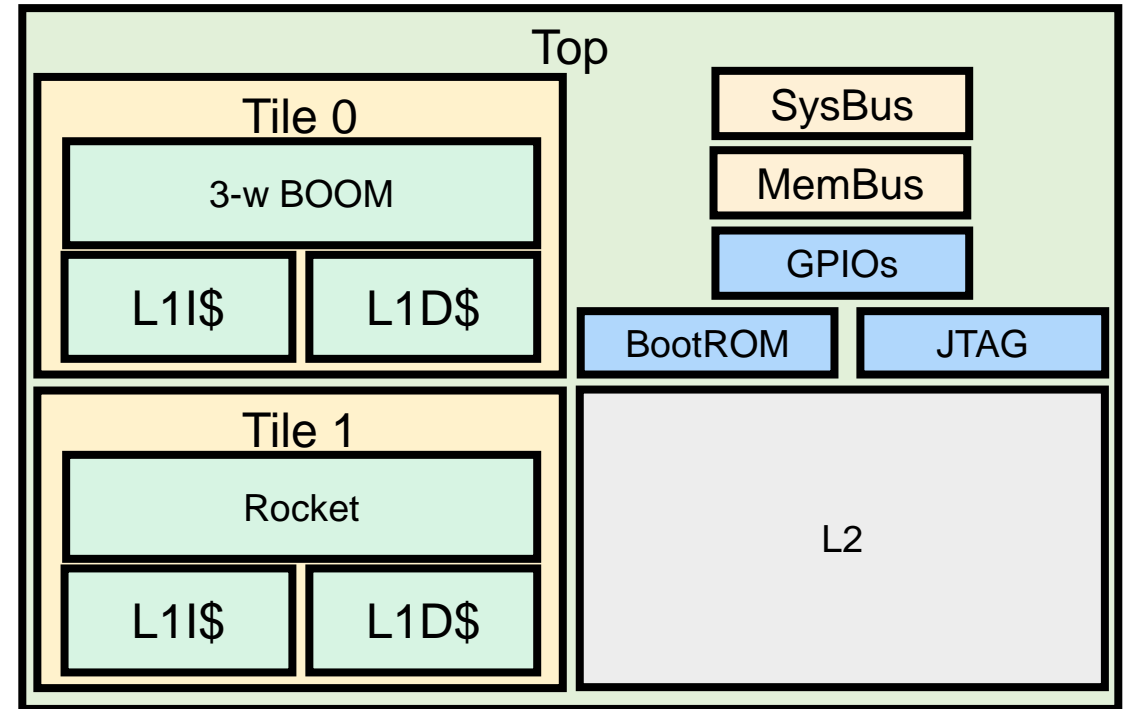 Top
Tile 0
3-w BOOM
L1I$
L1D$
Tile 1
Rocket
L1I$
L1D$
SysBus
MemBus
GPIOs
BootROM
JTAG
L2